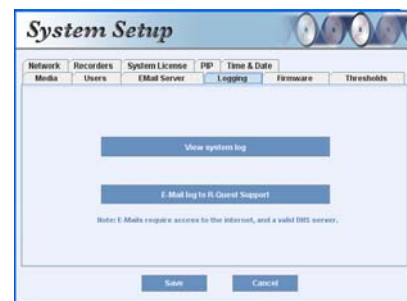 System Setup
Network Recorders System License PIP Time & Date
Media Users EMail Server Logging Firmware Thresholds
View system log
E-Mail log to R-Quest Support
Note: E-Mails require access to the internet, and a valid DNS server.
Save Cancel